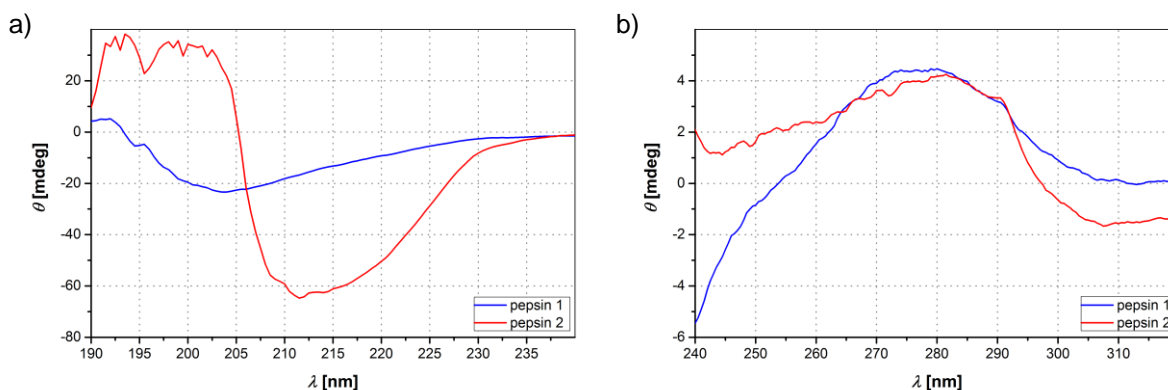 a)
θ [mdeg]
20
0
-20
-40
-60
-80
190 195 200 205 210 215 220 225 230 235
λ [nm]
pepsin 1
pepsin 2
b)
θ [mdeg]
4
2
0
-2
-4
-6
240 250 260 270 280 290 300 310
λ [nm]
pepsin 1
pepsin 2